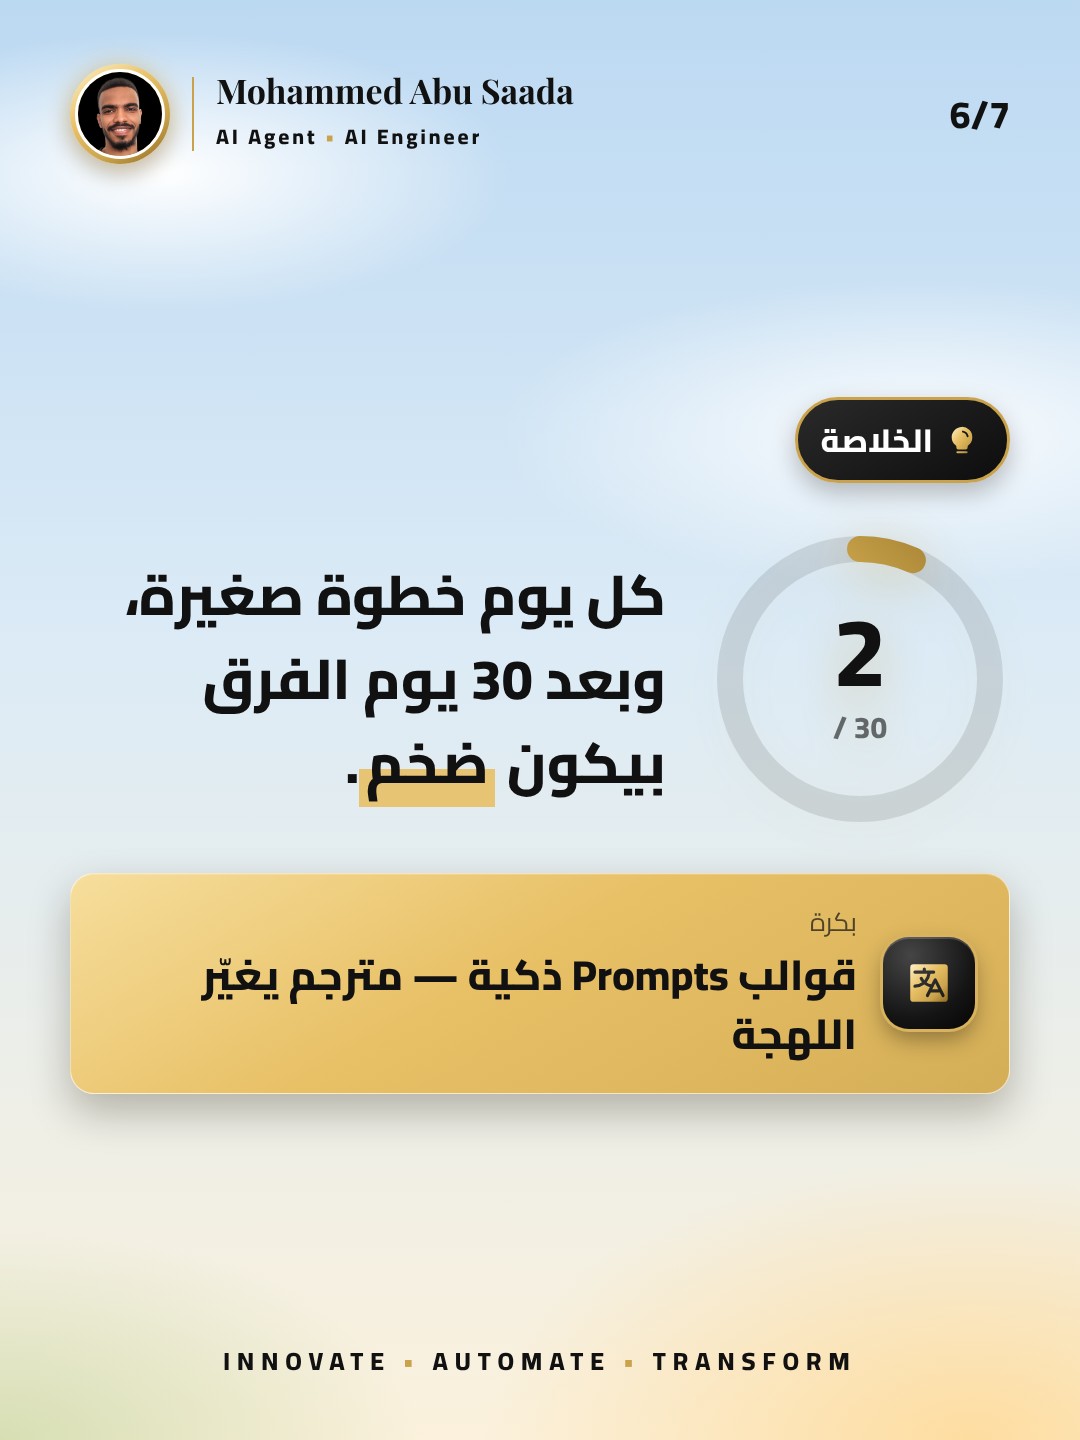 Mohammed Abu Saada
AI Agent ▪ AI Engineer
6/7
الخلاصة
2
/ 30
كل يوم خطوة صغيرة،
وبعد 30 يوم الفرق
بيكون ضخم.
بكرة
قوالب Prompts ذكية — مترجم يغيّر
اللهجة
INNOVATE ▪ AUTOMATE ▪ TRANSFORM